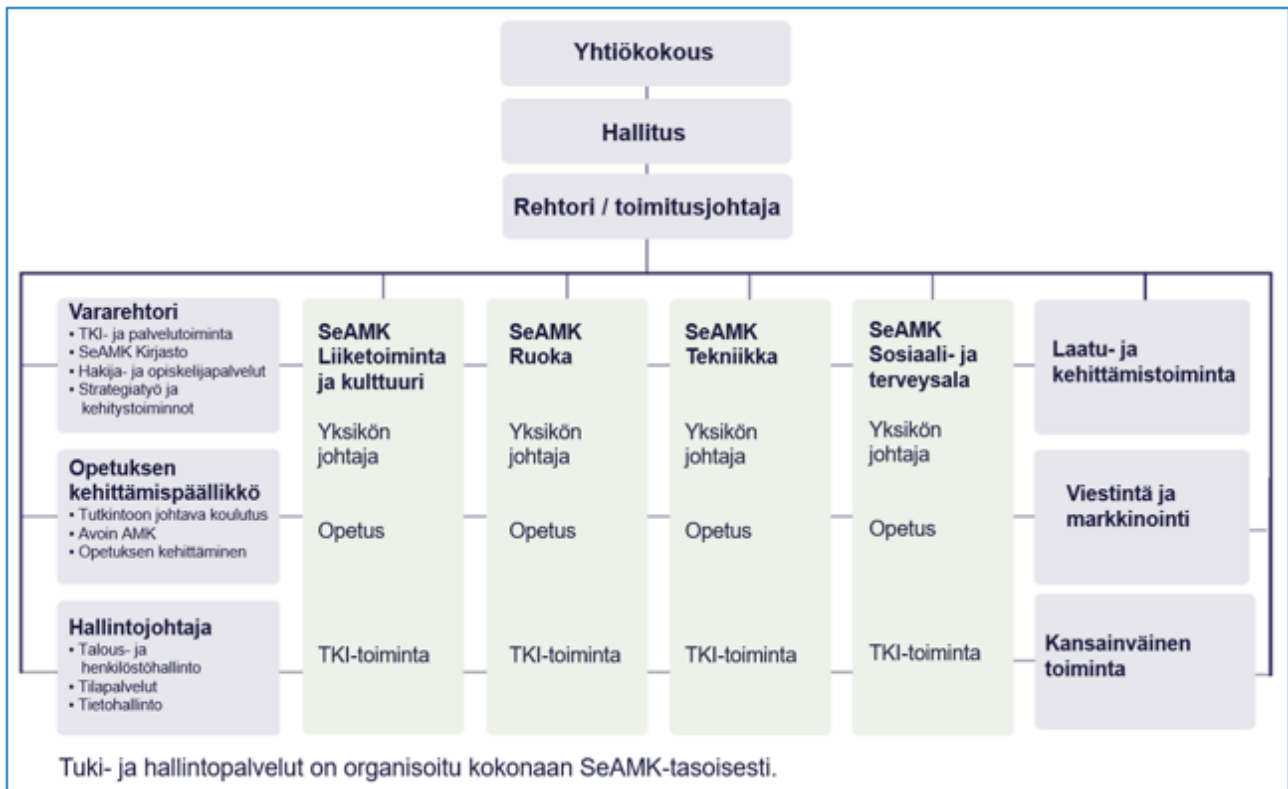 Yhtiökokous
Hallitus
Rehtori / toimitusjohtaja
Vararehtori
• TKI- ja palvelutoiminta
• SeAMK Kirjasto
• Hakija- ja opiskelijapalvelut
• Strategiatyö ja
kehitystoiminnot
Opetuksen
kehittämispäällikkö
• Tutkintoon johtava koulutus
• Avoin AMK
• Opetuksen kehittäminen
Hallintojohtaja
• Talous- ja
henkilöstöhallinto
• Tilapalvelut
• Tietohallinto
SeAMK
Liiketoiminta
ja kulttuuri
Yksikön
johtaja
Opetus
TKI-toiminta
SeAMK
Ruoka
Yksikön
johtaja
Opetus
TKI-toiminta
SeAMK
Tekniikka
Yksikön
johtaja
Opetus
TKI-toiminta
SeAMK
Sosiaali- ja
terveysala
Yksikön
johtaja
Opetus
TKI-toiminta
Laatu- ja
kehittämistoiminta
Viestintä ja
markkinointi
Kansainväinen
toiminta
Tuki- ja hallintopalvelut on organisoitu kokonaan SeAMK-tasoisesti.